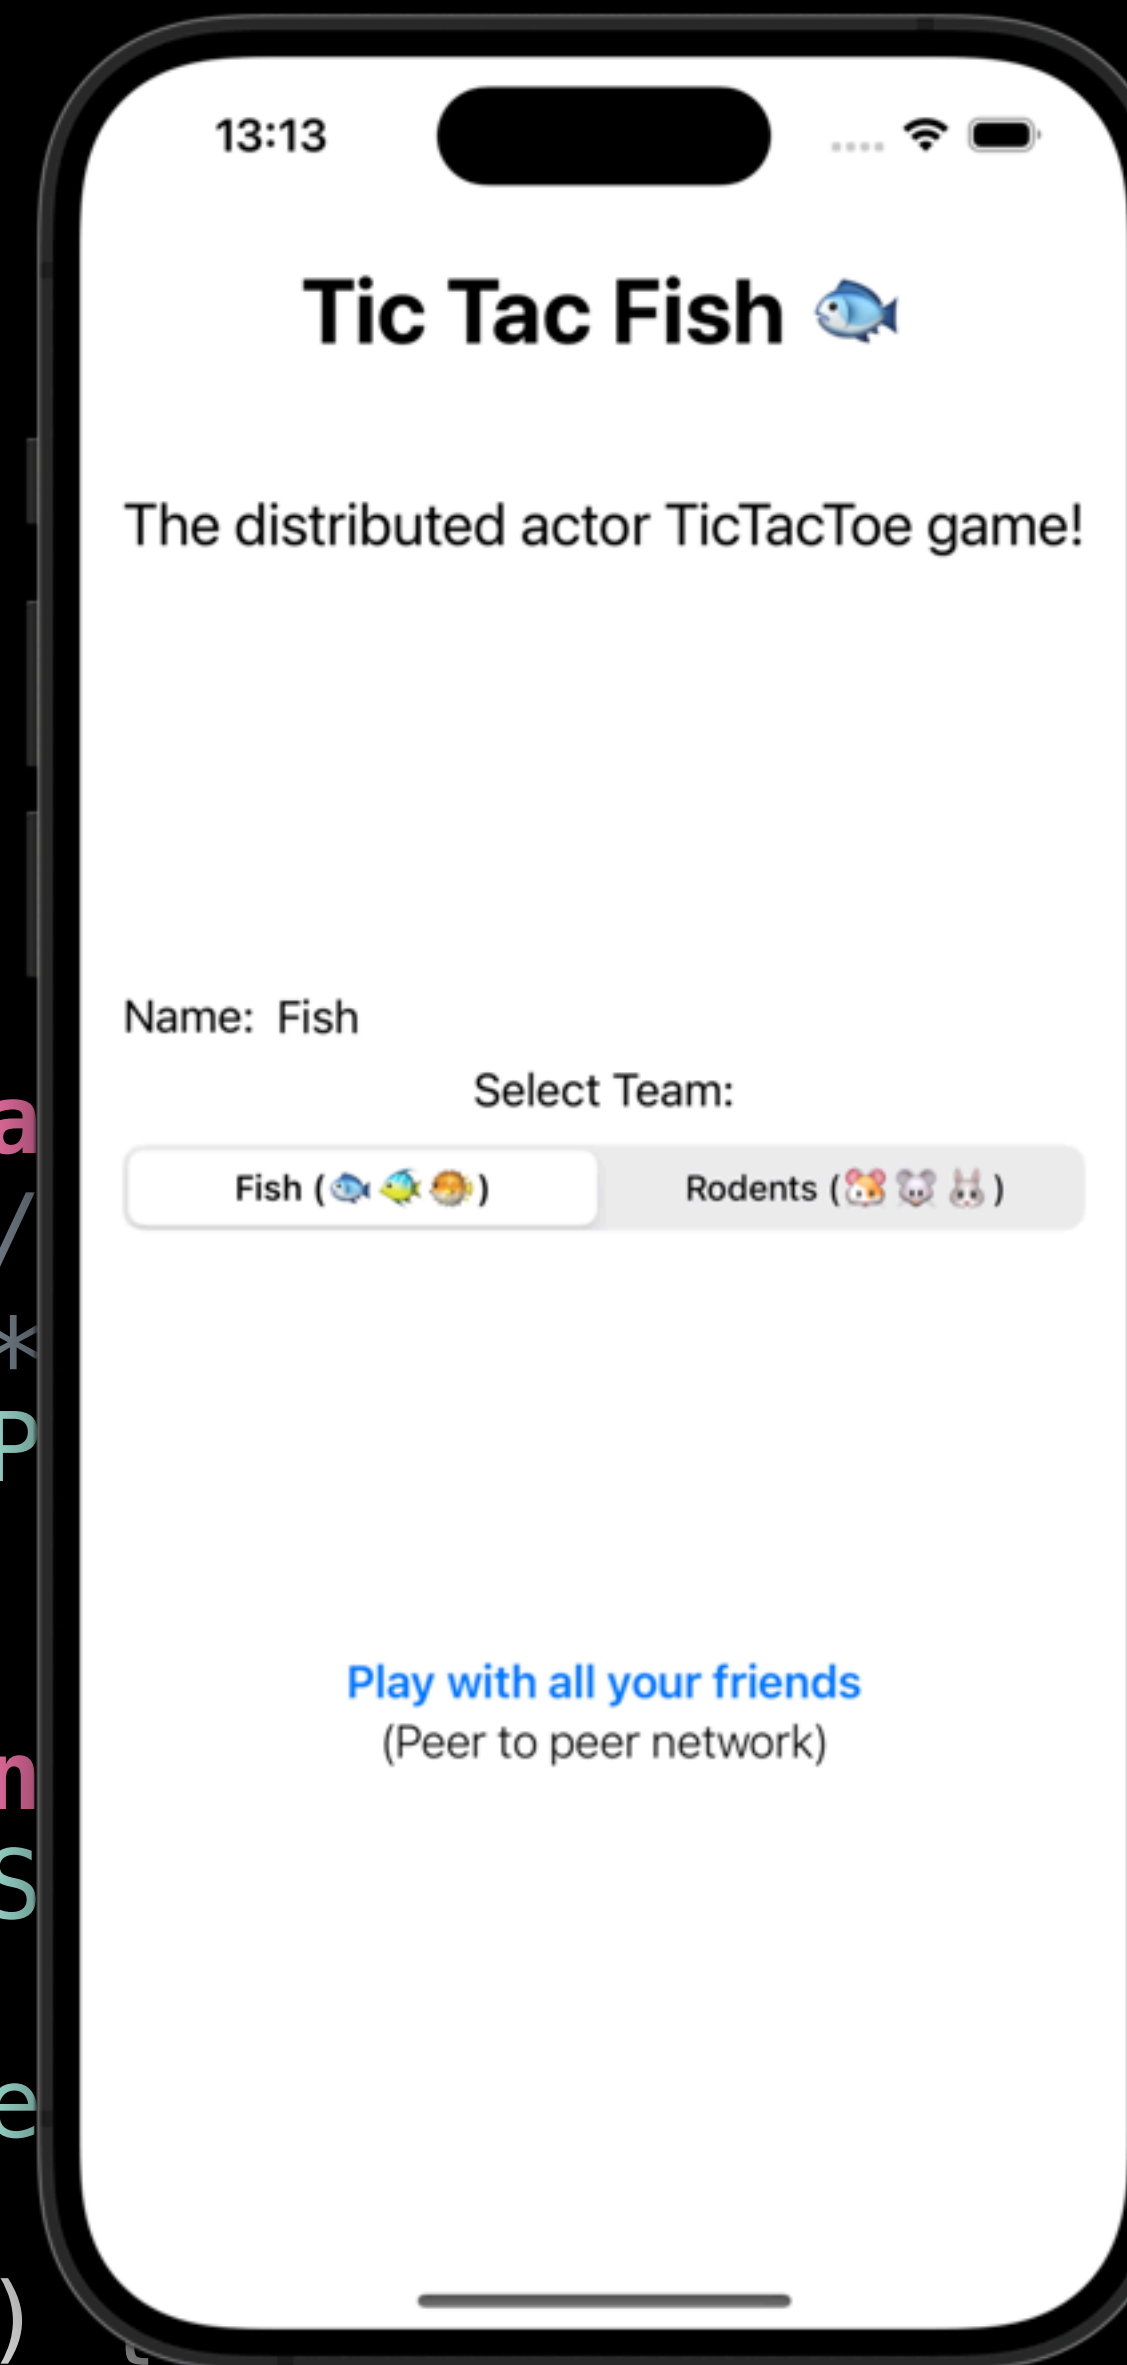 13:13
Tic Tac Fish 🐟
The distributed actor TicTacToe game!
Name: Fish
a
Select Team:
Fish (🐟 🐠 🐡)
Rodents (🐹 🐭 🐰)
/
*
P
Play with all your friends
(Peer to peer network)
n
S
e
)